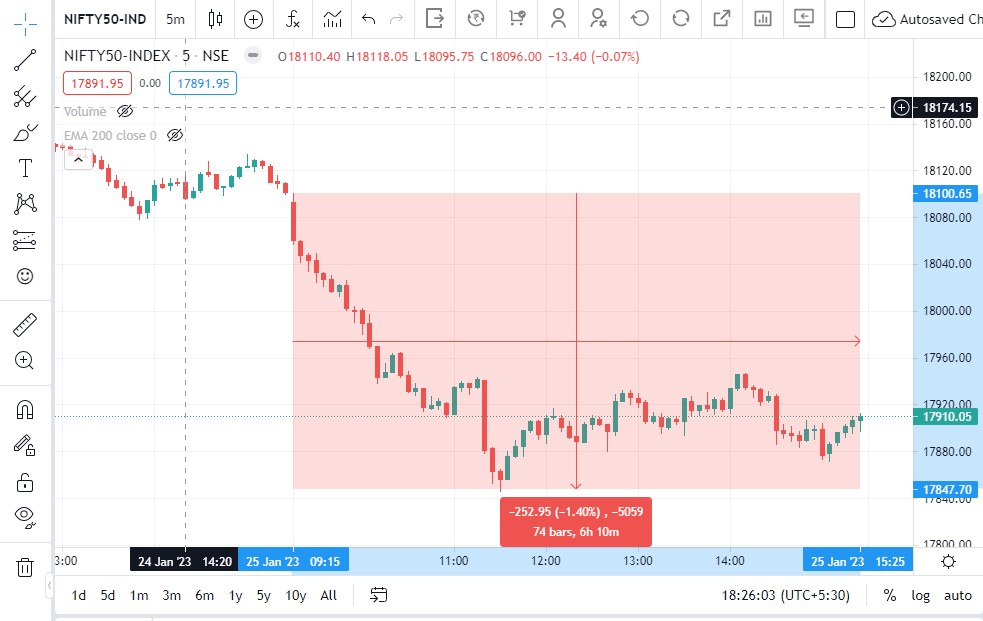 NIFTY50-IND 5m Autosaved Ch
NIFTY50-INDEX · 5 · NSE O18110.40 H18118.05 L18095.75 C18096.00 −13.40 (−0.07%)
17891.95 0.00 17891.95
Volume
EMA 200 close 0
18200.00
18174.15
18160.00
18120.00
18100.65
18080.00
18040.00
18000.00
17960.00
17920.00
17910.05
17880.00
17847.70
17840.00
17800.00
−252.95 (−1.40%) , −5059
74 bars, 6h 10m
3:00 24 Jan '23 14:20 25 Jan '23 09:15 11:00 12:00 13:00 14:00 25 Jan '23 15:25
1d 5d 1m 3m 6m 1y 5y 10y All 18:26:03 (UTC+5:30) % log auto